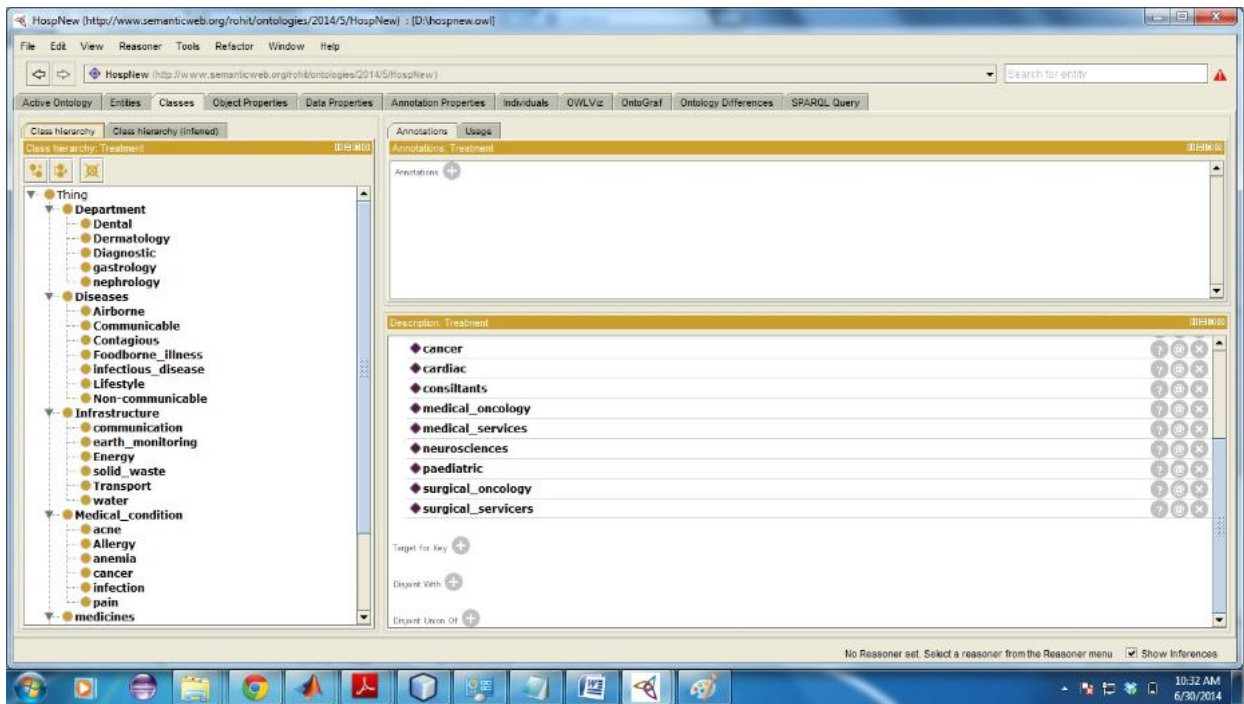 HospNew (http://www.semanticweb.org/rohit/ontologies/2014/5/HospNew) : [D:\hospnew.owl]
File Edit View Reasoner Tools Refactor Window Help
HospNew (http://www.semanticweb.org/rohit/ontologies/2014/5/HospNew)
Search for entity
Active Ontology Entities Classes Object Properties Data Properties Annotation Properties Individuals OWLViz OntoGraf Ontology Differences SPARQL Query
Class hierarchy Class hierarchy (inferred)
Class hierarchy: Treatment
Thing
Department
Dental
Dermatology
Diagnostic
gastrology
nephrology
Diseases
Airborne
Communicable
Contagious
Foodborne_illness
infectious_disease
Lifestyle
Non-communicable
Infrastructure
communication
earth_monitoring
Energy
solid_waste
Transport
water
Medical_condition
acne
Allergy
anemia
cancer
infection
pain
medicines
Annotations Usage
Annotations: Treatment
Annotations
Description: Treatment
cancer
cardiac
consiltants
medical_oncology
medical_services
neurosciences
paediatric
surgical_oncology
surgical_servicers
Target for Key
Disjoint With
Disjoint Union Of
No Reasoner set. Select a reasoner from the Reasoner menu Show Inferences
10:32 AM
6/30/2014